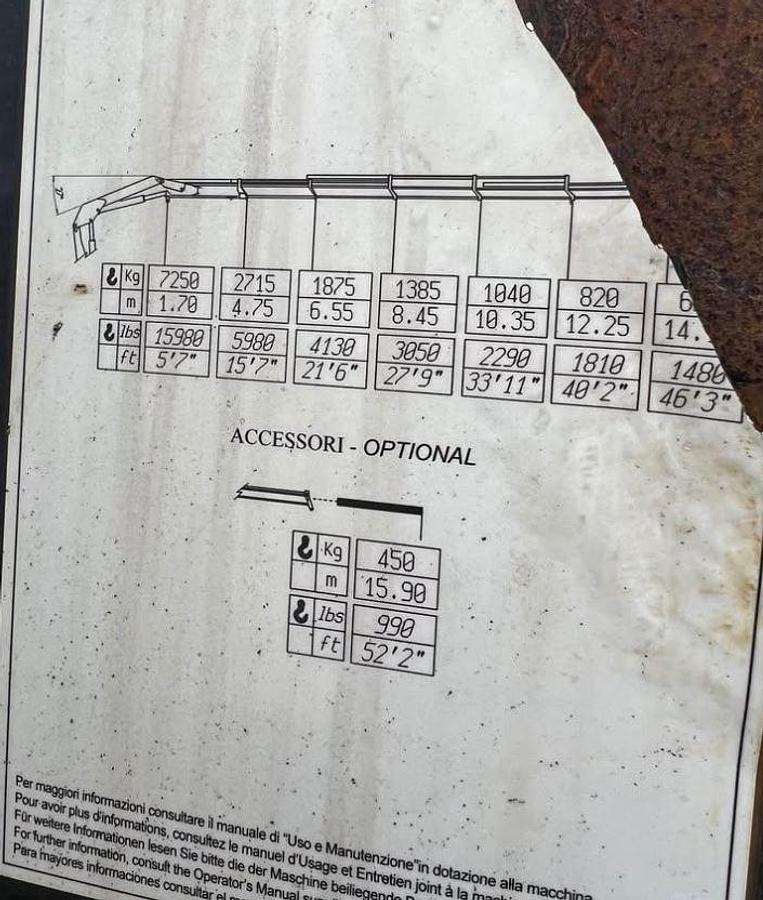 Kg 7250 2715 1875 1385 1040 820
m 1.70 4.75 6.55 8.45 10.35 12.25 14.
lbs 15980 5980 4130 3050 2290 1810 1480
ft 5'7" 15'7" 21'6" 27'9" 33'11" 40'2" 46'3"
ACCESSORI - OPTIONAL
Kg 450
m 15.90
lbs 990
ft 52'2"
Per maggiori informazioni consultare il manuale di "Uso e Manutenzione"in dotazione alla macchina
Pour avoir plus d'informations, consultez le manuel d'Usage et Entretien joint à la
Für weitere Informationen lesen Sie bitte die der Maschine beiliegende
For further information, consult the Operator's Manual
Para mayores informaciones consultar el